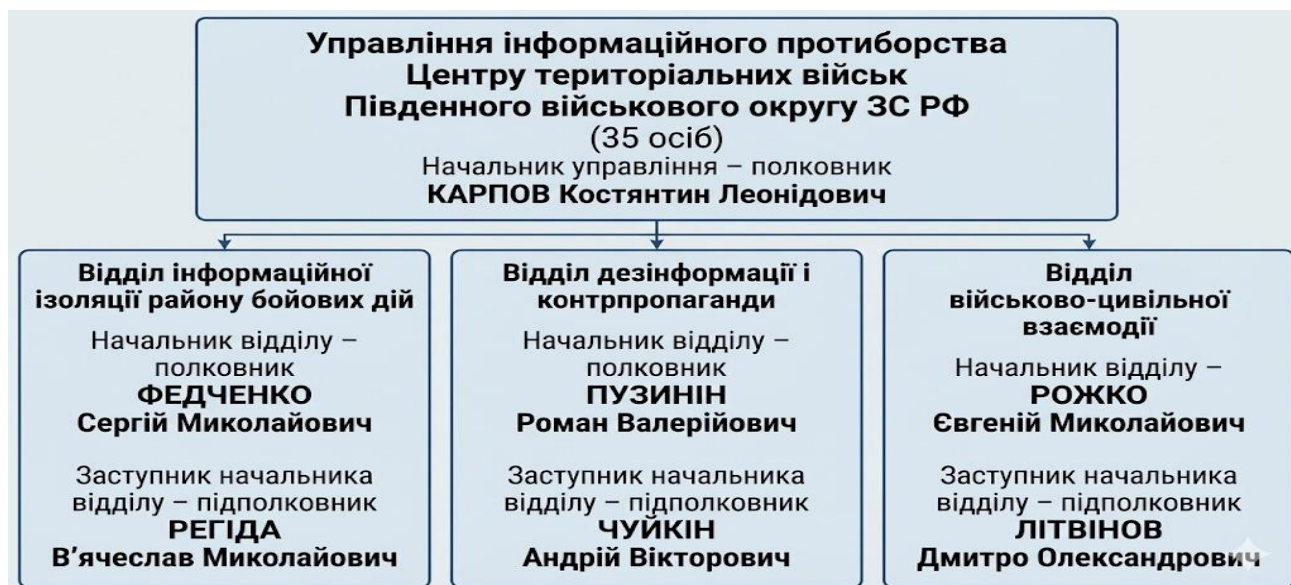 Управління інформаційного протиборства
Центру територіальних військ
Південного військового округу ЗС РФ
(35 осіб)
Начальник управління – полковник
КАРПОВ Костянтин Леонідович
Відділ інформаційної
ізоляції району бойових дій
Начальник відділу –
полковник
ФЕДЧЕНКО
Сергій Миколайович
Заступник начальника
відділу – підполковник
РЕГІДА
В’ячеслав Миколайович
Відділ дезінформації і
контрпропаганди
Начальник відділу –
полковник
ПУЗИНІН
Роман Валерійович
Заступник начальника
відділу – підполковник
ЧУЙКІН
Андрій Вікторович
Відділ
військово-цивільної
взаємодії
Начальник відділу –
РОЖКО
Євгеній Миколайович
Заступник начальника
відділу – підполковник
ЛІТВІНОВ
Дмитро Олександрович